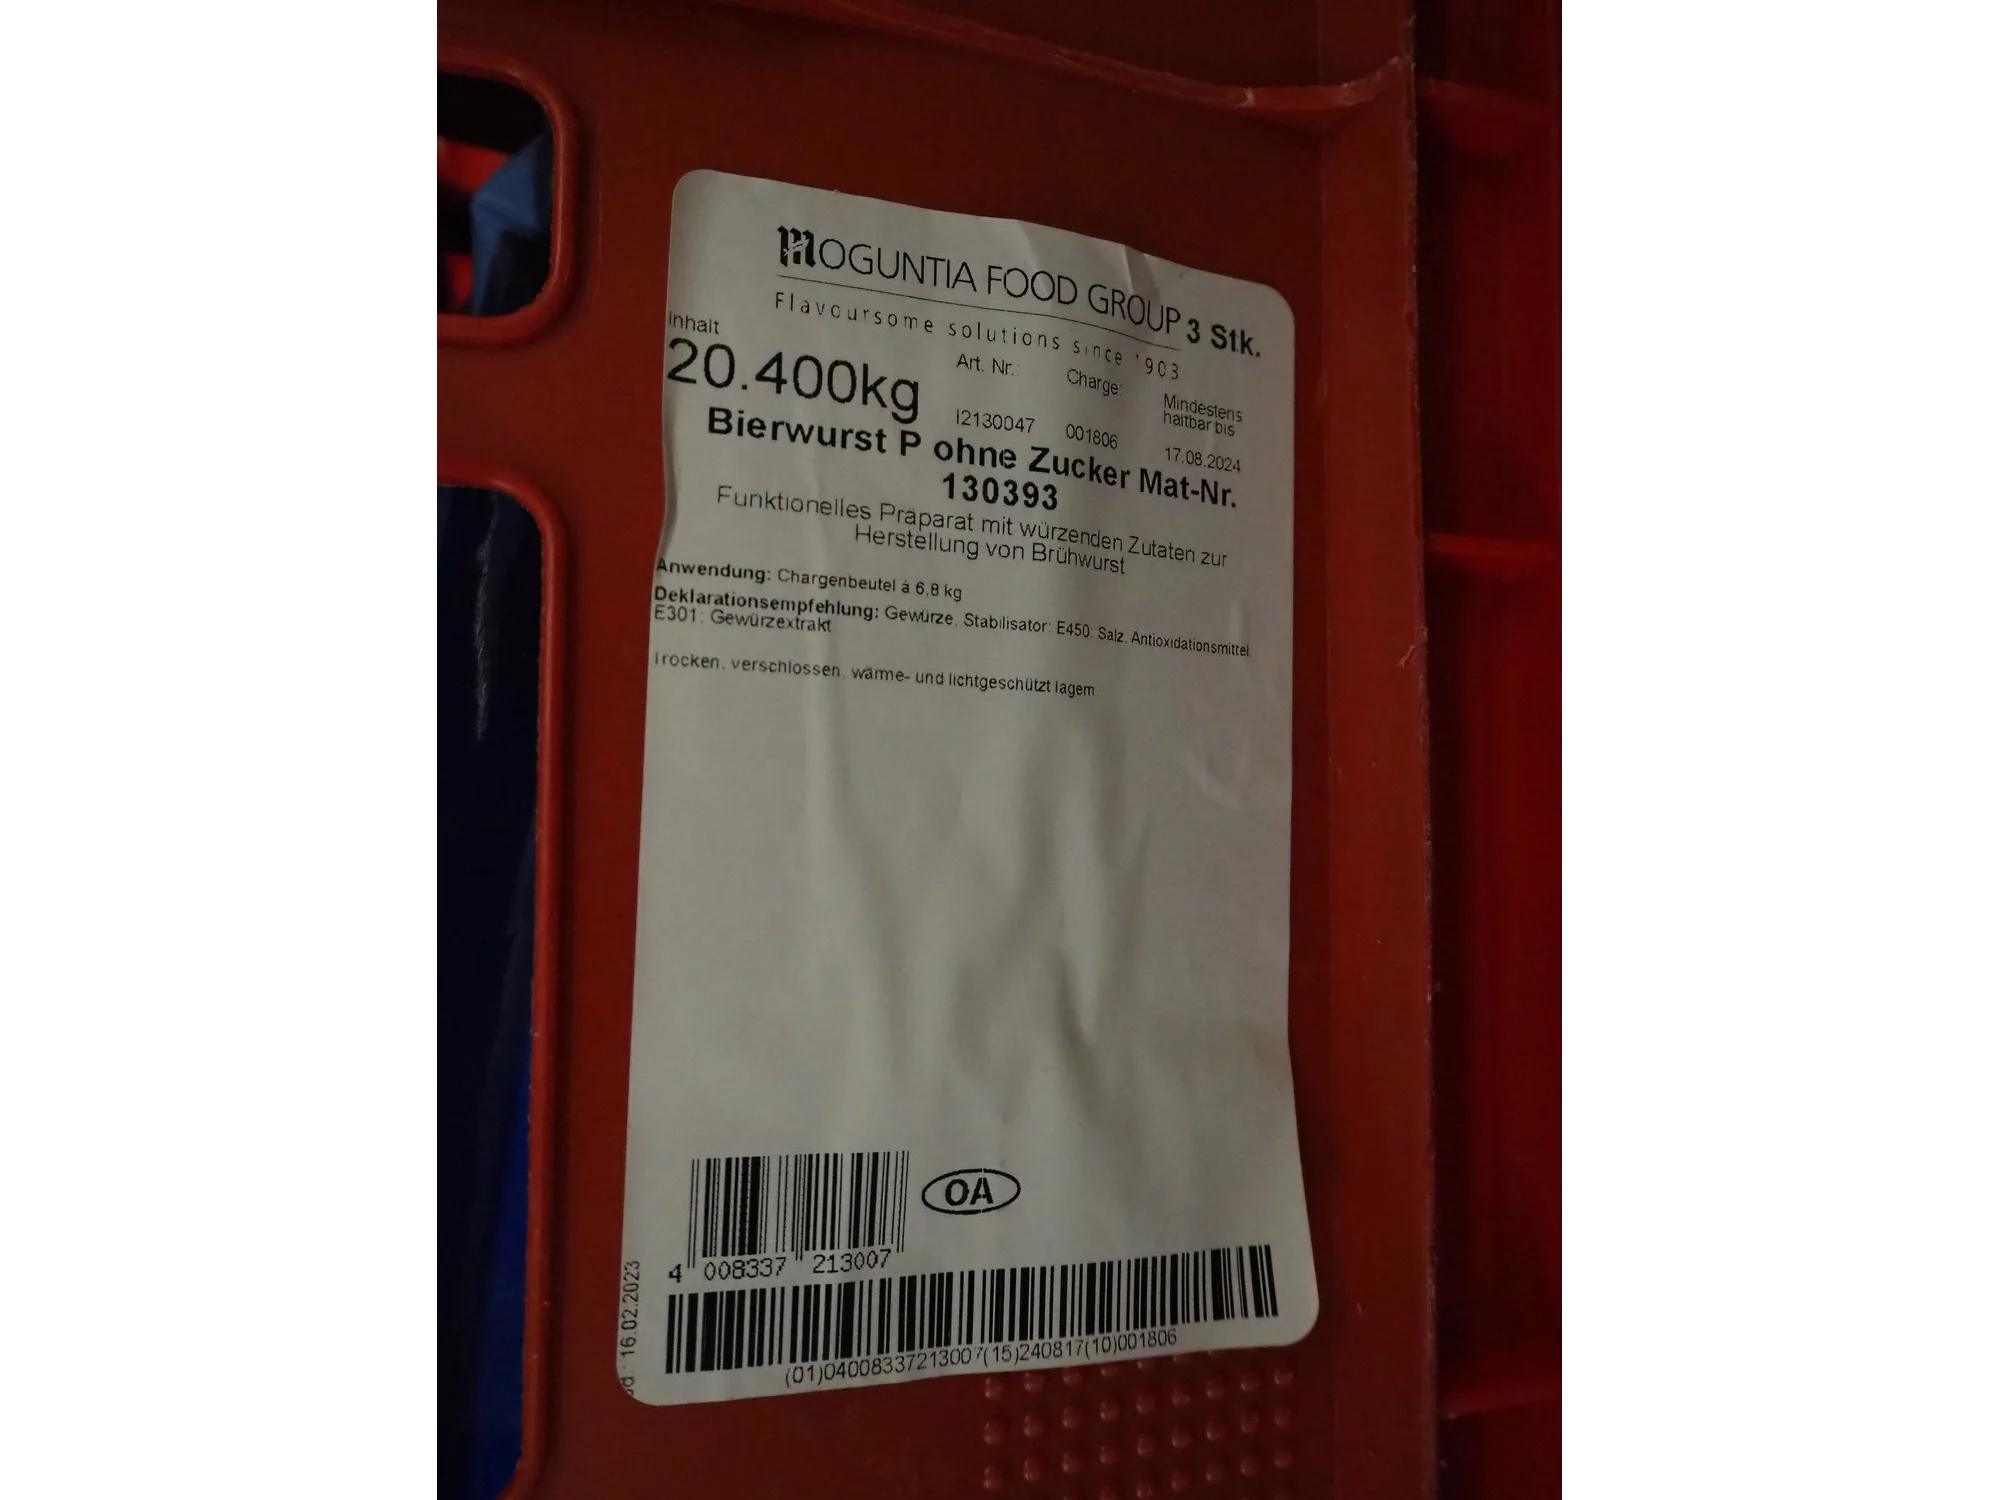 MOGUNTIA FOOD GROUP
Flavoursome solutions since 1903
3 Stk.
Inhalt
20.400kg
Art. Nr.:
I2130047
Charge:
001806
Mindestens
haltbar bis
17.08.2024
Bierwurst P ohne Zucker Mat-Nr.
130393
Funktionelles Präparat mit würzenden Zutaten zur
Herstellung von Brühwurst
Anwendung: Chargenbeutel á 6,8 kg
Deklarationsempfehlung: Gewürze, Stabilisator: E450; Salz, Antioxidationsmittel:
E301; Gewürzextrakt
Trocken, verschlossen, wärme- und lichtgeschützt lagern
4 008337 213007
OA
16.02.2023
(01)04008337213007(15)240817(10)001806